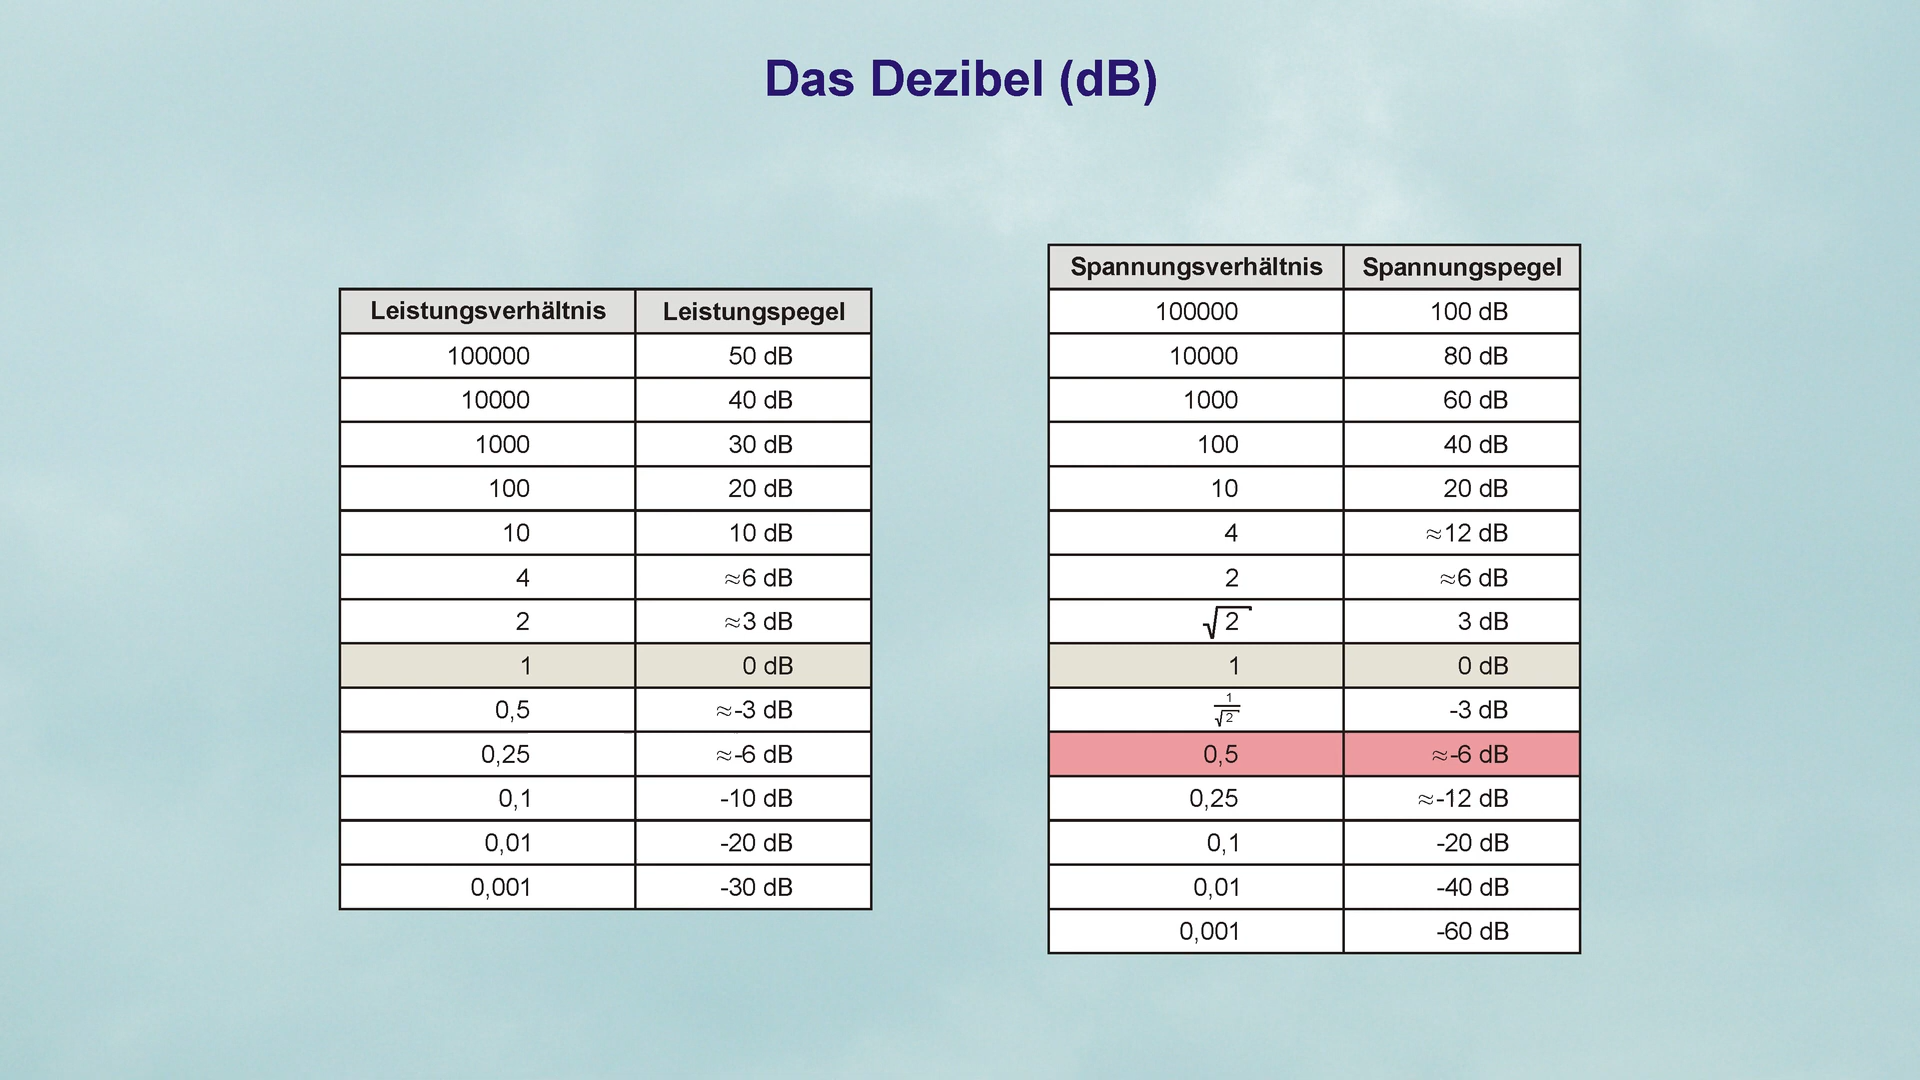 Das Dezibel (dB)
Leistungsverhältnis Leistungspegel
100000 50 dB
10000 40 dB
1000 30 dB
100 20 dB
10 10 dB
4 ≈6 dB
2 ≈3 dB
1 0 dB
0,5 ≈-3 dB
0,25 ≈-6 dB
0,1 -10 dB
0,01 -20 dB
0,001 -30 dB
Spannungsverhältnis Spannungspegel
100000 100 dB
10000 80 dB
1000 60 dB
100 40 dB
10 20 dB
4 ≈12 dB
2 ≈6 dB
√2 3 dB
1 0 dB
1/√2 -3 dB
0,5 ≈-6 dB
0,25 ≈-12 dB
0,1 -20 dB
0,01 -40 dB
0,001 -60 dB